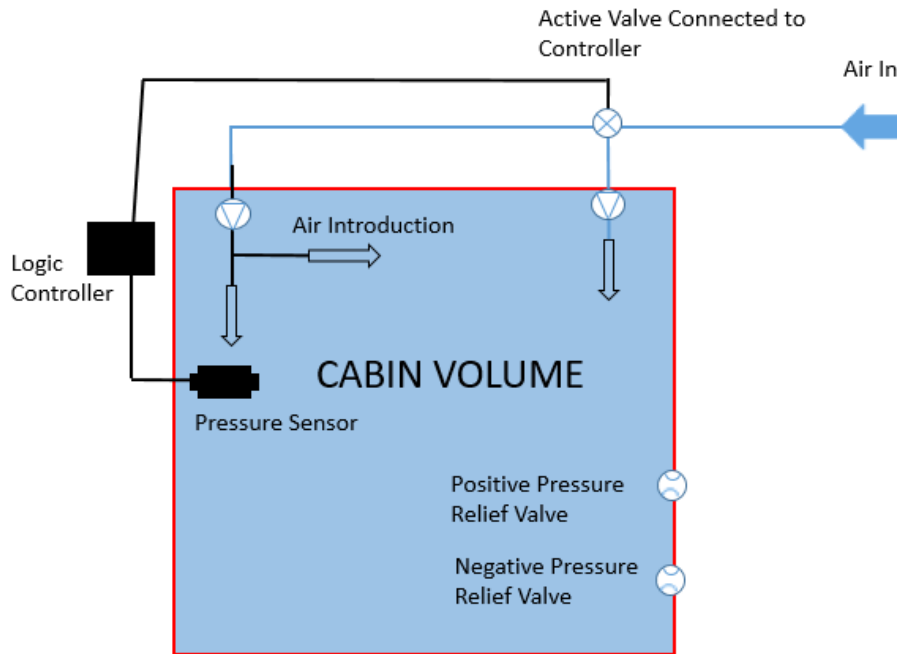 Active Valve Connected to
Controller
Air In
Air Introduction
Logic
Controller
CABIN VOLUME
Pressure Sensor
Positive Pressure
Relief Valve
Negative Pressure
Relief Valve